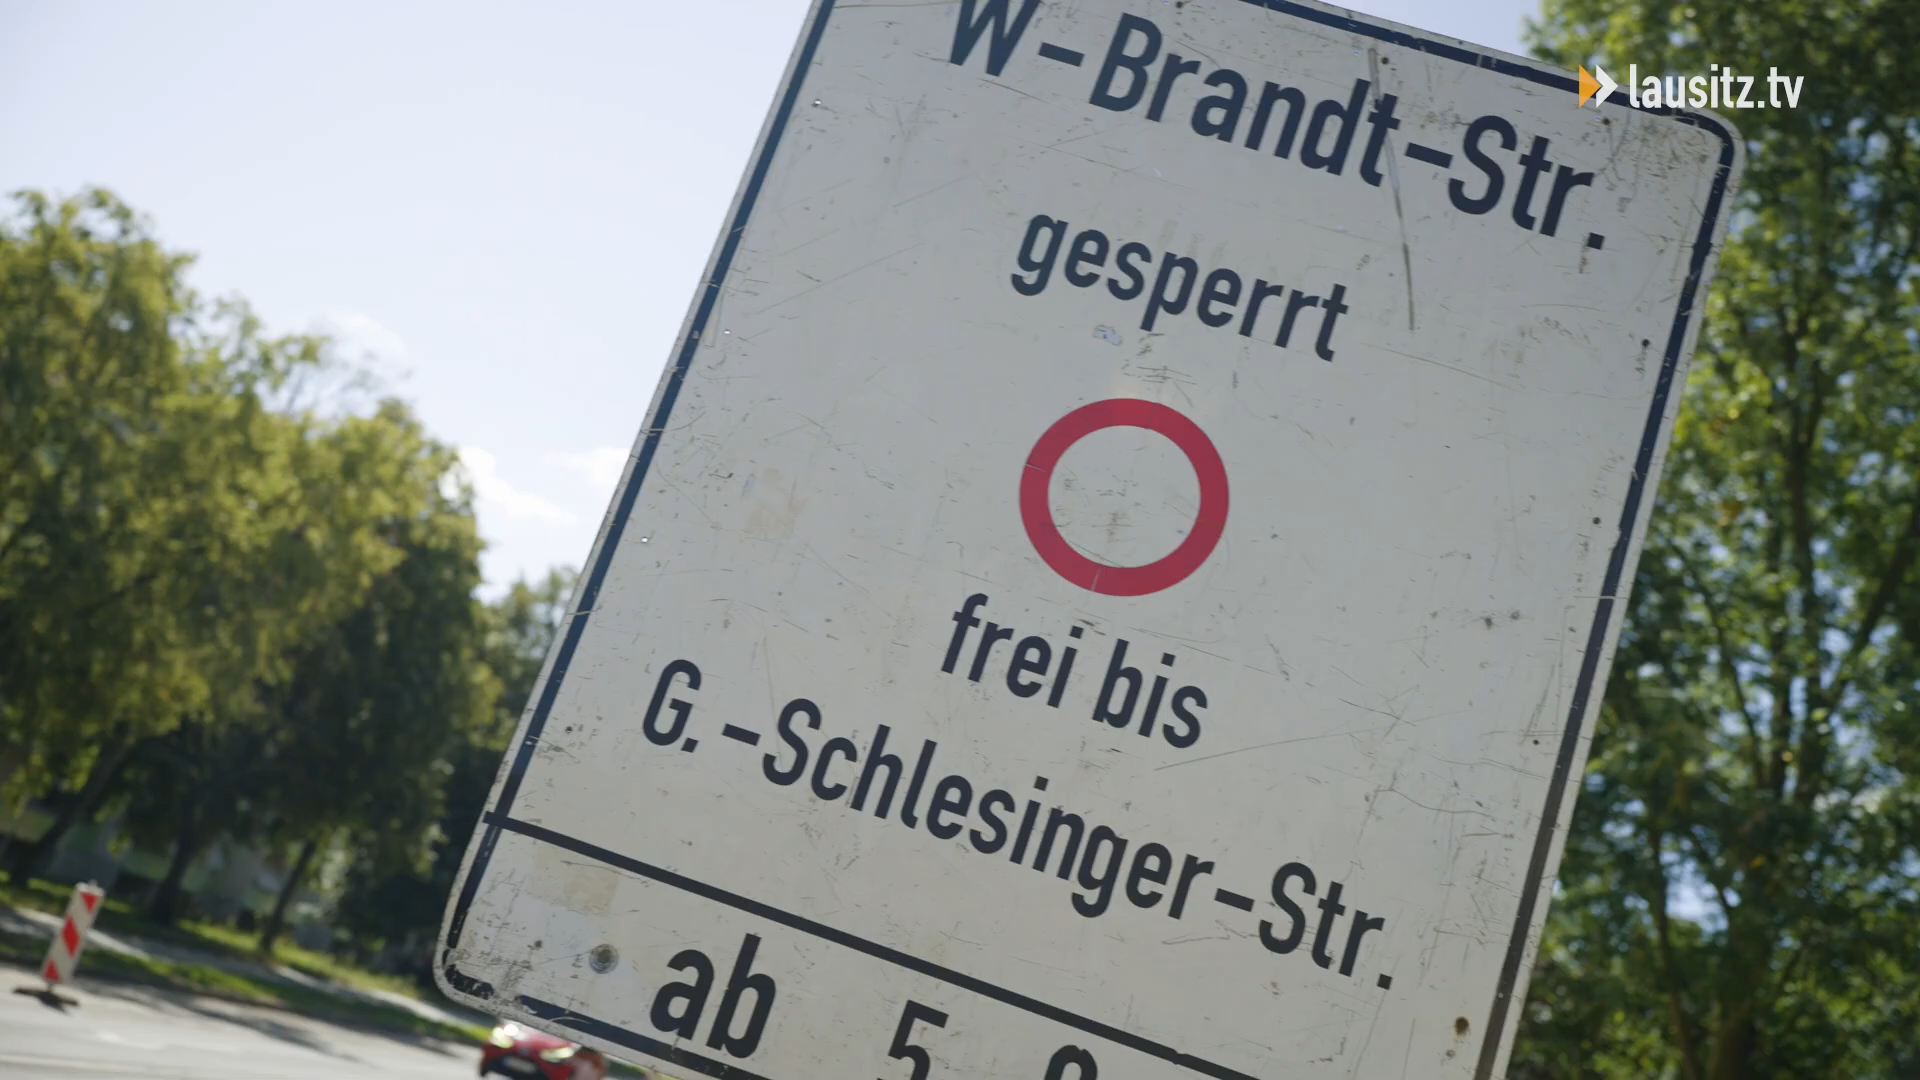 W-Brandt-Str.
lausitz.tv
gesperrt
frei bis
G.-Schlesinger-Str.
ab 5